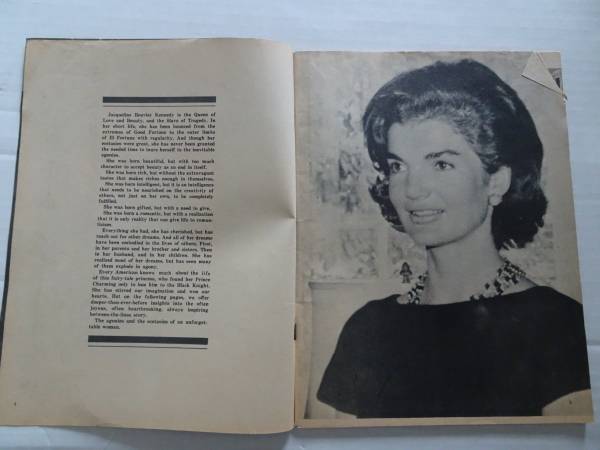 Jacqueline Bouvier Kennedy is the Queen of
Love and Beauty, and the Slave of Tragedy. In
her short life, she has been bounced from the
extremes of Good Fortune to the outer limits
of Ill Fortune with regularity. And though her
ecstasies were great, she has never been granted
the needed time to inure herself to the inevitable
agonies.
She was born beautiful, but with too much
character to accept beauty as an end in itself.
She was born rich, but without the extravagant
tastes that makes riches enough in themselves.
She was born intelligent, but it is an intelligence
that needs to be nourished on the creativity of
others, not just on her own, to be completely
fulfilled.
She was born gifted, but with a need to give.
She was born a romantic, but with a realization
that it is only reality that can give life to roman-
ticism.
Everything she had, she has cherished, but has
reach out for other dreams. And all of her dreams
have been embodied in the lives of others. First,
in her parents and her brother and sisters. Then
in her husband, and in her children. She has
realized most of her dreams, but has seen many
of them explode in agony.
Every American knows much about the life
of this fairy-tale princess, who found her Prince
Charming only to lose him to the Black Knight.
She has stirred our imagination and won our
hearts. But on the following pages, we offer
deeper-than-ever-before insights into the often
joyous, often heartbreaking, always inspiring
between-the-lines story.
The agonies and the ecstasies of an unforget-
table woman.